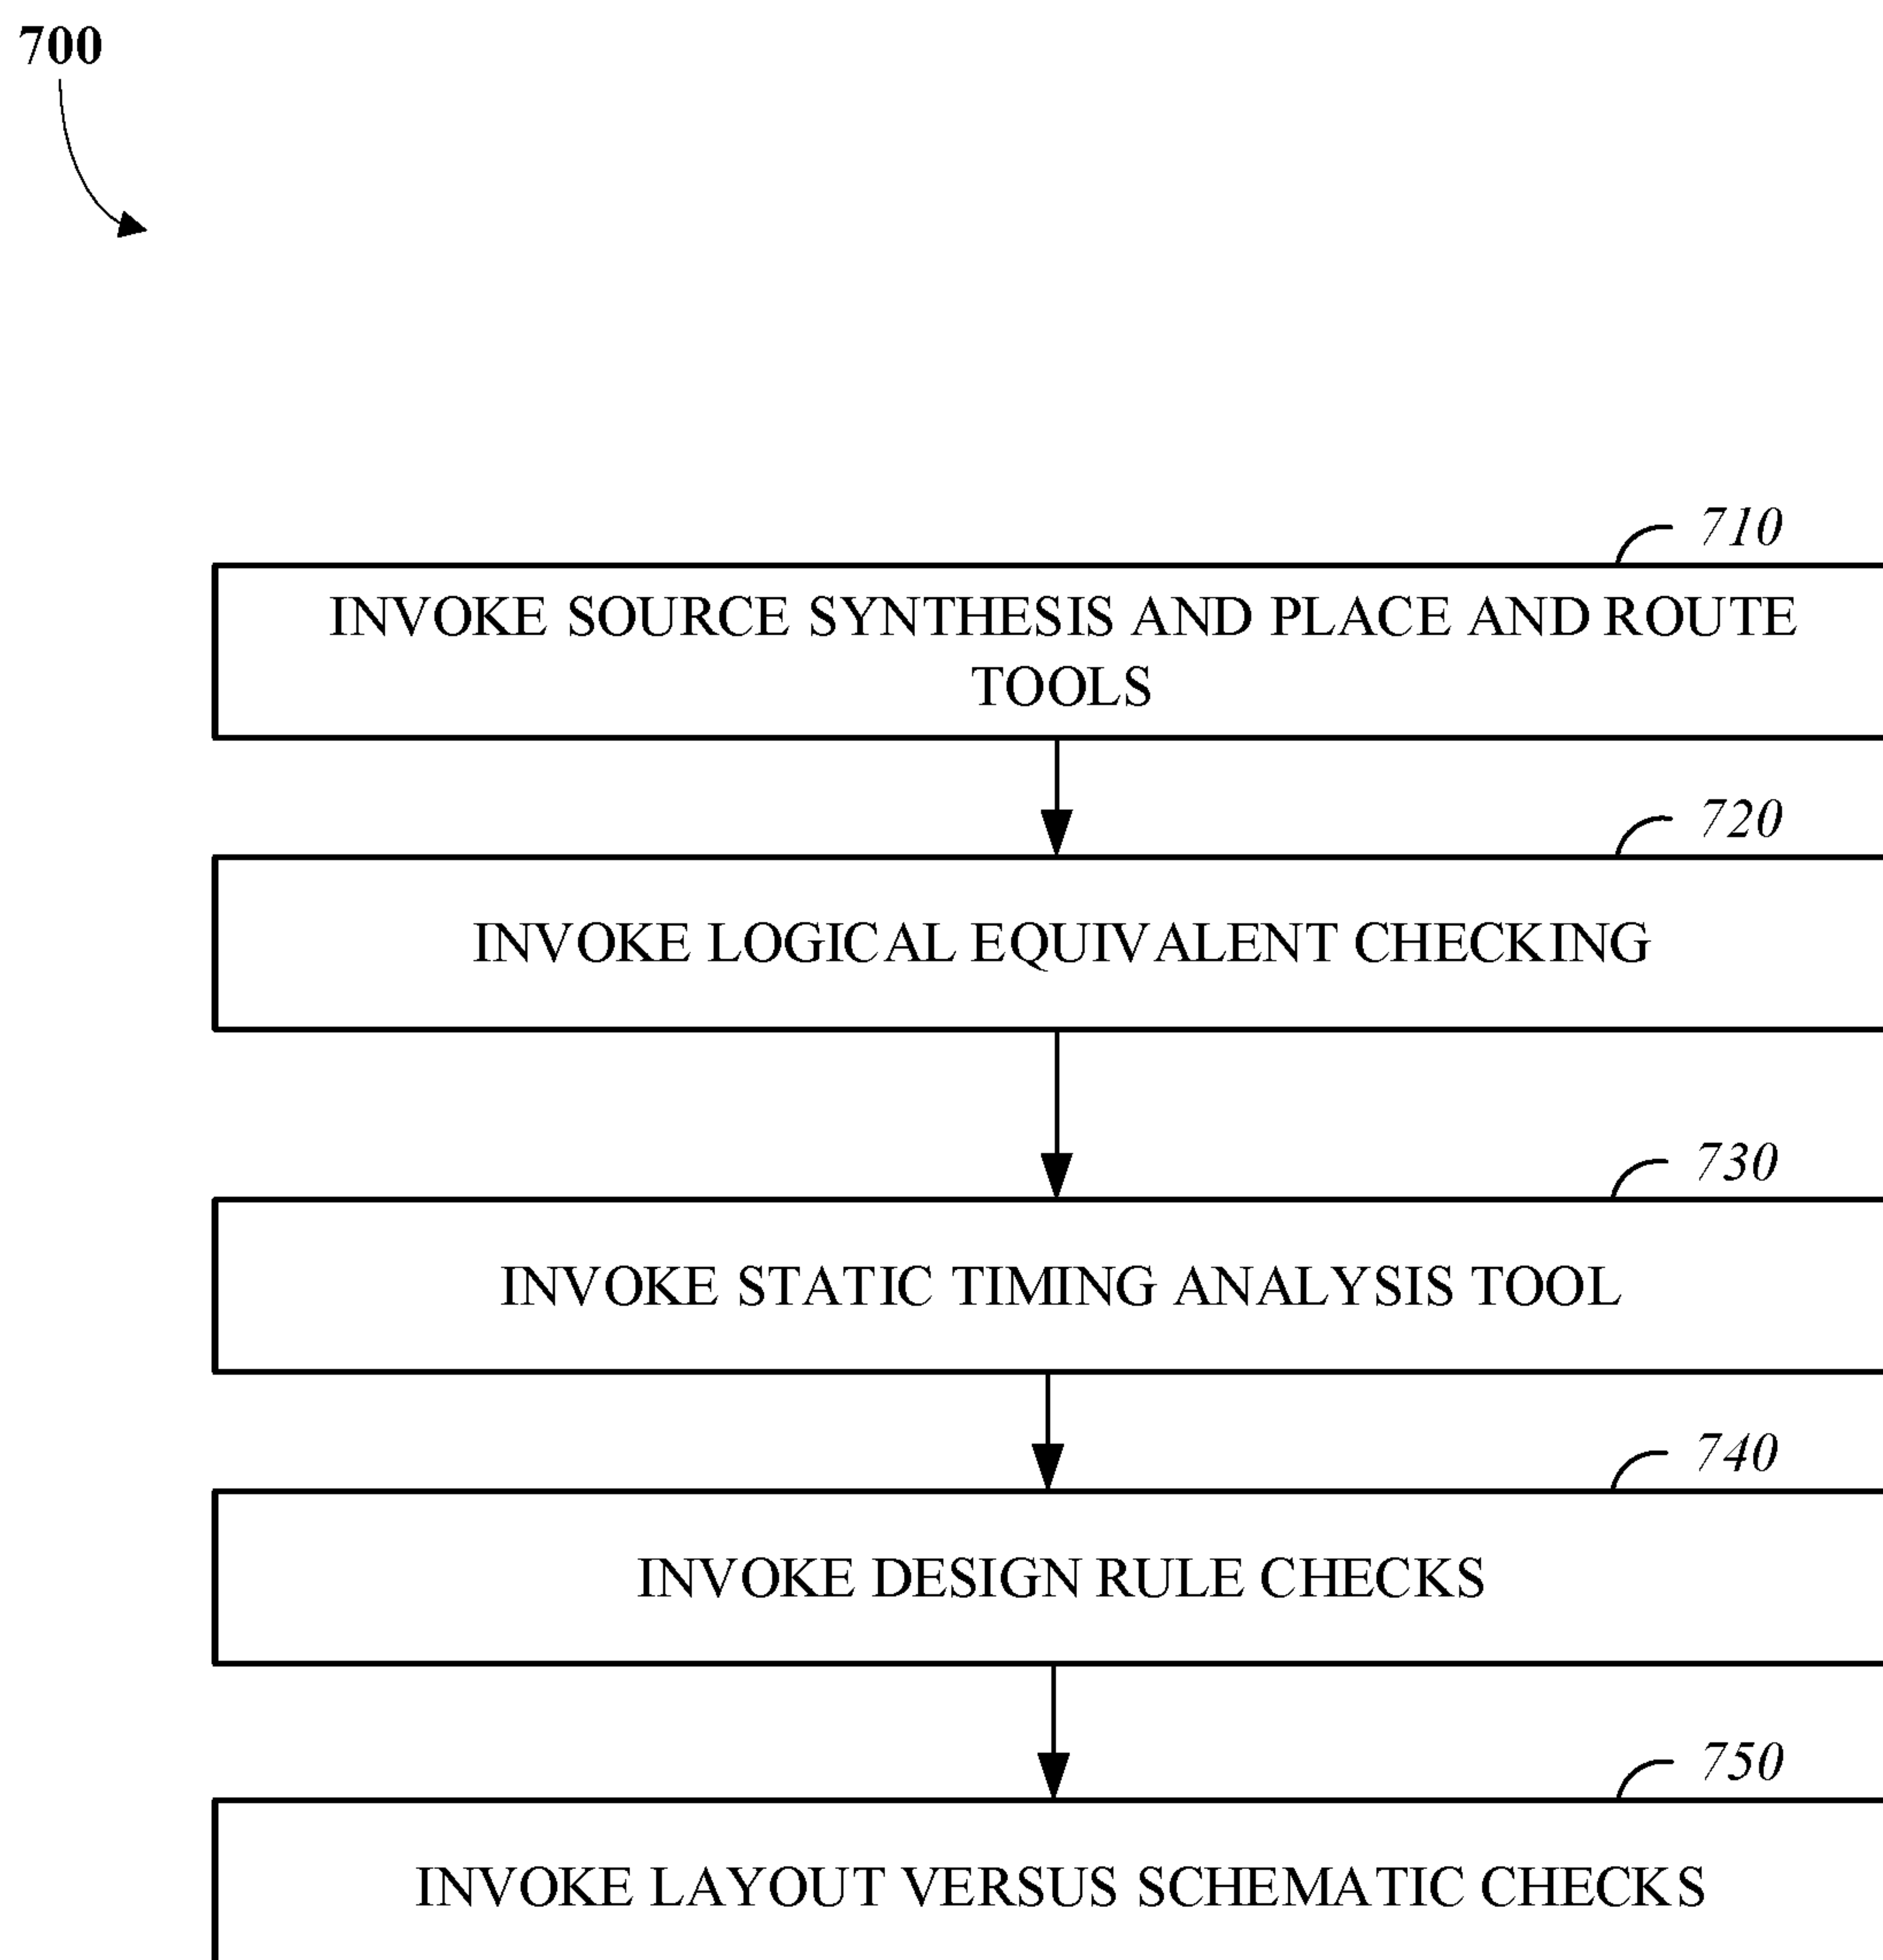 700
710
INVOKE SOURCE SYNTHESIS AND PLACE AND ROUTE
TOOLS
720
INVOKE LOGICAL EQUIVALENT CHECKING
730
INVOKE STATIC TIMING ANALYSIS TOOL
740
INVOKE DESIGN RULE CHECKS
750
INVOKE LAYOUT VERSUS SCHEMATIC CHECKS